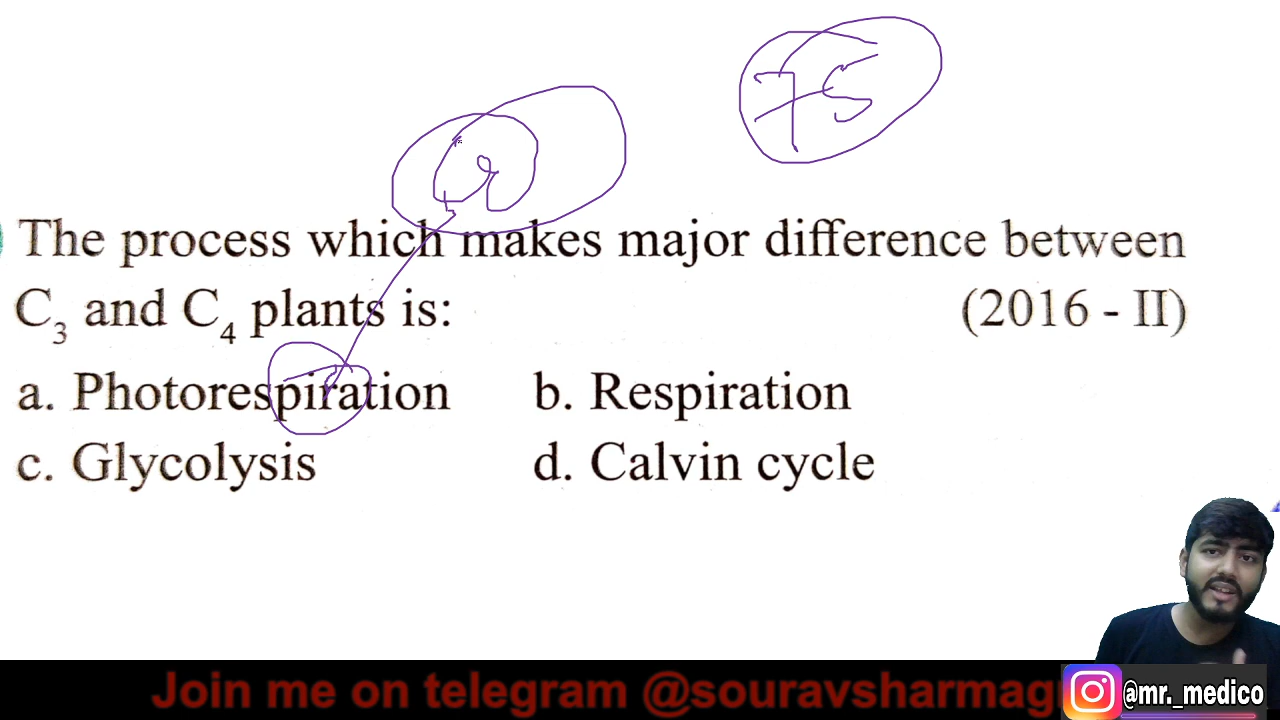 75
The process which makes major difference between
C₃ and C₄ plants is: (2016 - II)
a. Photorespiration b. Respiration
c. Glycolysis d. Calvin cycle
Join me on telegram @souravsharmag
@mr._medico